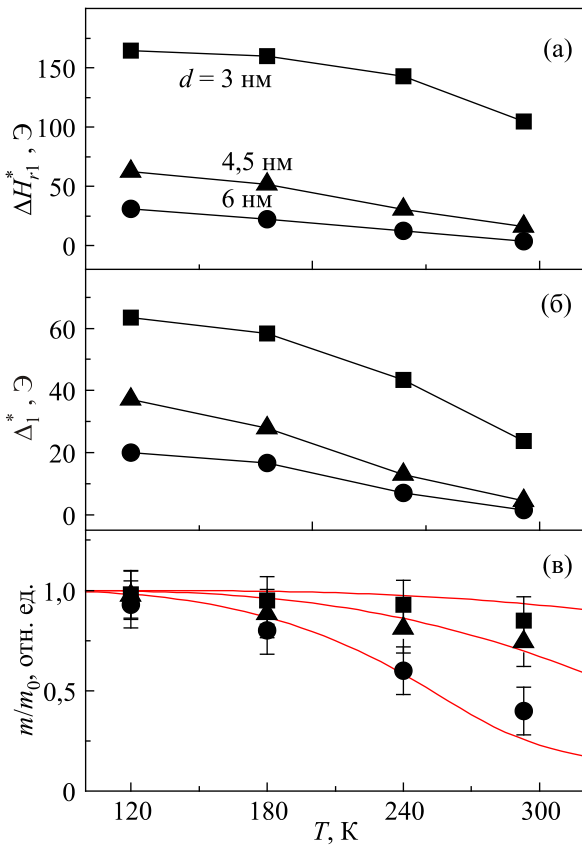 (а)
150
100
50
0
ΔH*r1 , Э
d = 3 нм
4,5 нм
6 нм
(б)
60
40
20
0
Δ*1 , Э
(в)
1,0
0,5
0
m/m0, отн. ед.
120 180 240 300
T, К